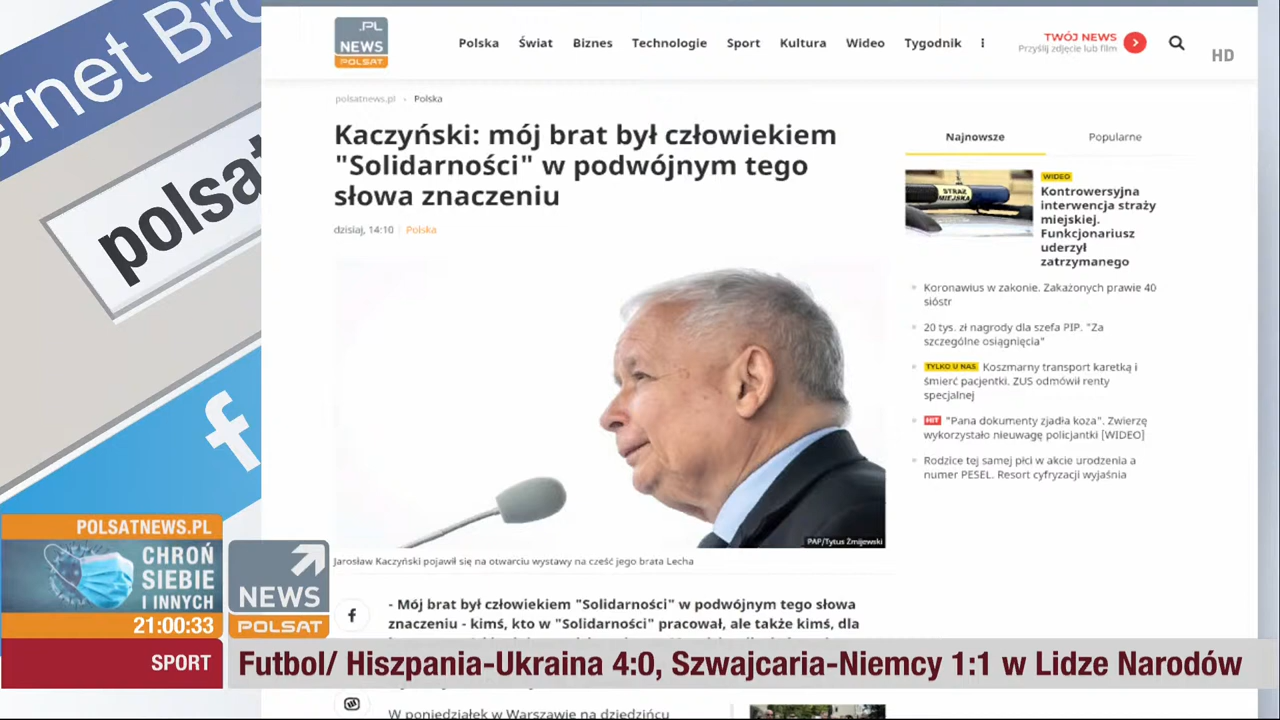 ernet Bro
polsat
f
.PL
NEWS
POLSAT
Polska Świat Biznes Technologie Sport Kultura Wideo Tygodnik
TWÓJ NEWS
Przyślij zdjęcie lub film
HD
polsatnews.pl › Polska
Kaczyński: mój brat był człowiekiem
"Solidarności" w podwójnym tego
słowa znaczeniu
dzisiaj, 14:10 | Polska
PAP/Tytus Żmijewski
Jarosław Kaczyński pojawił się na otwarciu wystawy na cześć jego brata Lecha
- Mój brat był człowiekiem "Solidarności" w podwójnym tego słowa
znaczeniu - kimś, kto w "Solidarności" pracował, ale także kimś, dla
W poniedziałek w Warszawie na dziedzińcu
Najnowsze Popularne
STRAŻ
MIEJSKA
WIDEO
Kontrowersyjna
interwencja straży
miejskiej.
Funkcjonariusz
uderzył
zatrzymanego
Koronawius w zakonie. Zakażonych prawie 40
sióstr
20 tys. zł nagrody dla szefa PIP. "Za
szczególne osiągnięcia"
TYLKO U NAS Koszmarny transport karetką i
śmierć pacjentki. ZUS odmówił renty
specjalnej
HIT "Pana dokumenty zjadła koza". Zwierzę
wykorzystało nieuwagę policjantki [WIDEO]
Rodzice tej samej płci w akcie urodzenia a
numer PESEL. Resort cyfryzacji wyjaśnia
POLSATNEWS.PL
CHROŃ
SIEBIE
I INNYCH
21:00:33
NEWS
POLSAT
SPORT
Futbol/ Hiszpania-Ukraina 4:0, Szwajcaria-Niemcy 1:1 w Lidze Narodów